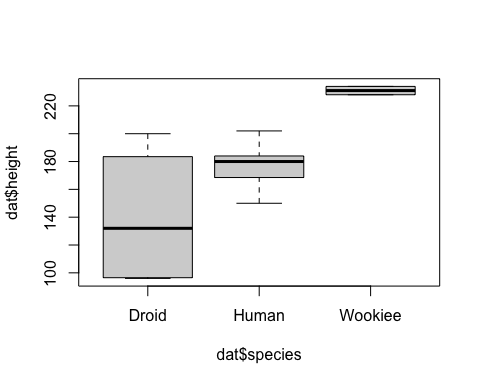 dat$height
220
180
140
100
Droid Human Wookiee
dat$species